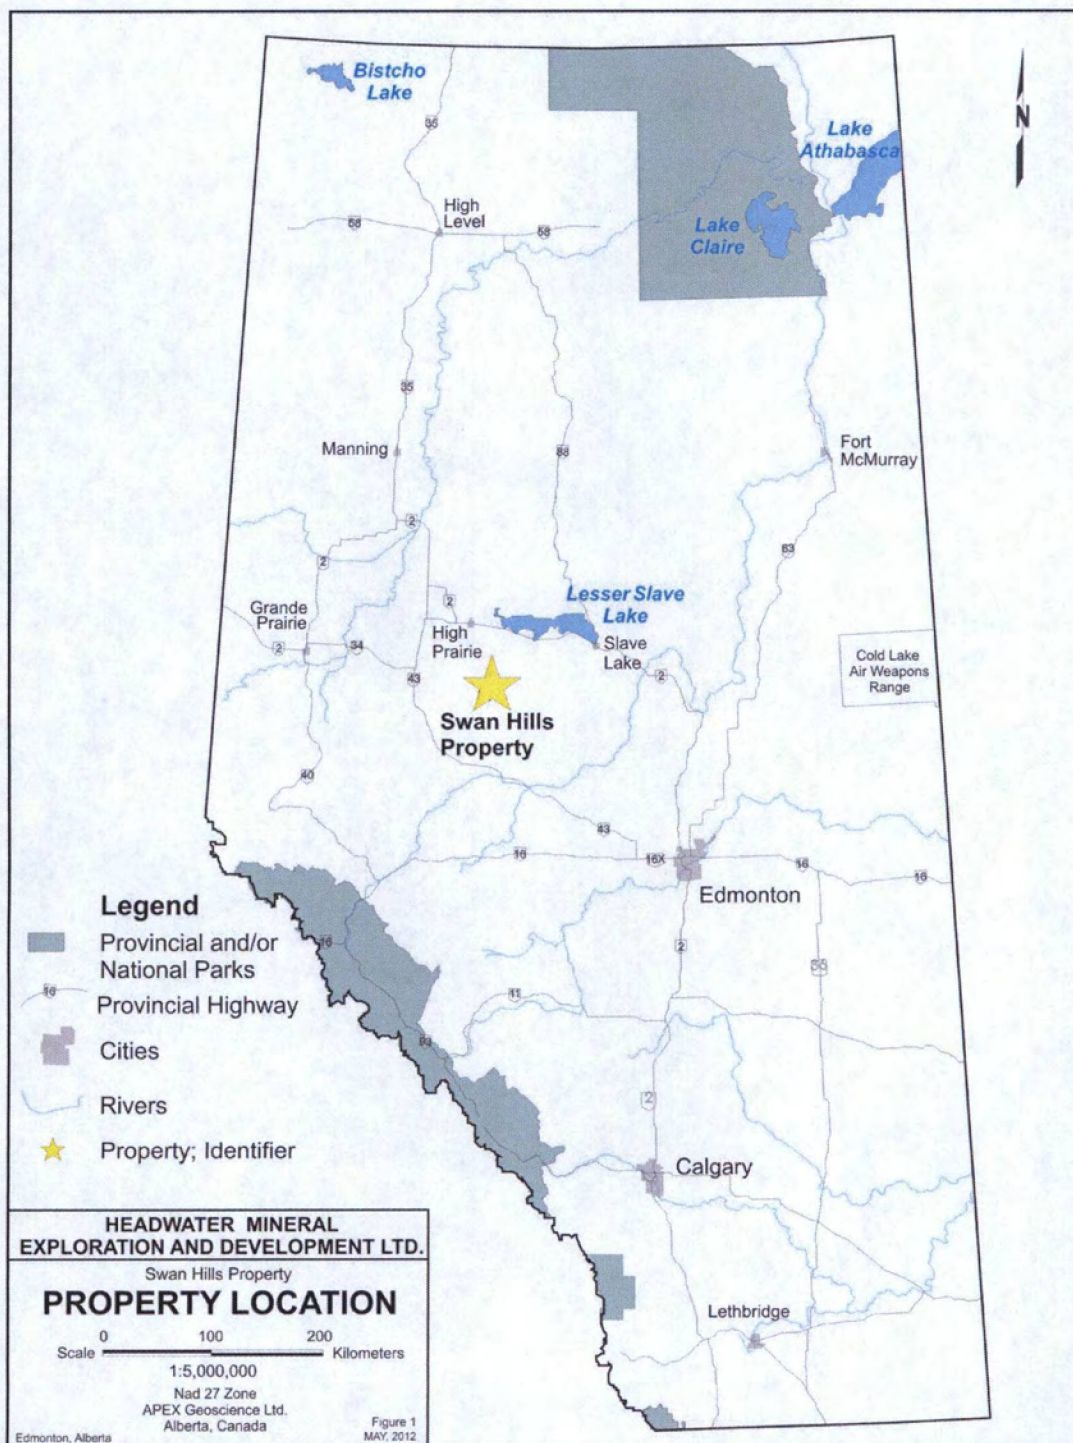 Bistcho
Lake
Lake
Athabasca
N
35
High
Level
58
58
Lake
Claire
35
Manning
88
Fort
McMurray
2
2
63
Grande
Prairie
2
Lesser Slave
Lake
High
Prairie
Slave
Lake
2
34
43
2
Cold Lake
Air Weapons
Range
Swan Hills
Property
40
43
16
16X
16
16
Edmonton
Legend
Provincial and/or
National Parks
16
Provincial Highway
Cities
Rivers
Property; Identifier
16
2
11
93
2
Calgary
Lethbridge
HEADWATER MINERAL
EXPLORATION AND DEVELOPMENT LTD.
Swan Hills Property
PROPERTY LOCATION
0 100 200
Scale Kilometers
1:5,000,000
Nad 27 Zone
APEX Geoscience Ltd.
Alberta, Canada
Edmonton, Alberta
Figure 1
MAY, 2012